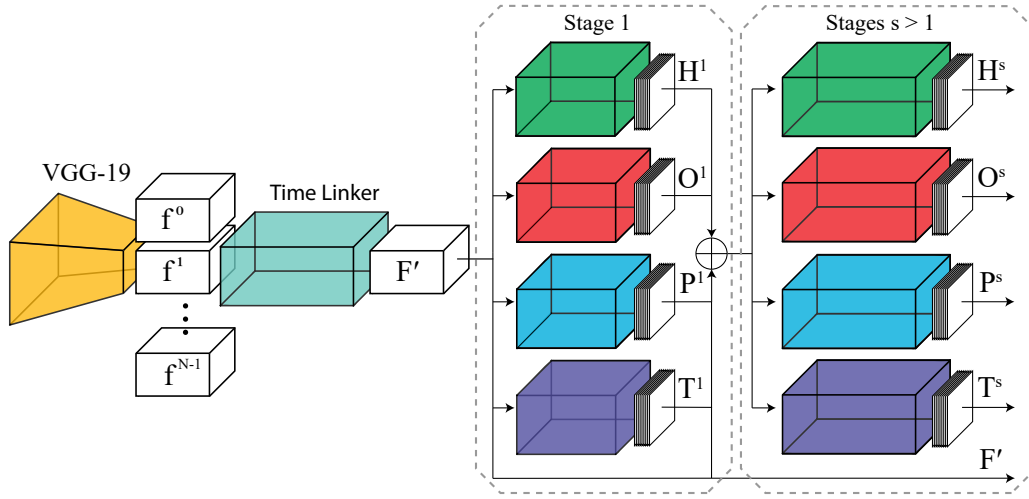 Stage 1
Stages s > 1
H¹
Hˢ
VGG-19
O¹
Oˢ
f⁰
Time Linker
f¹
F′
P¹
Pˢ
fᴺ⁻¹
T¹
Tˢ
F′